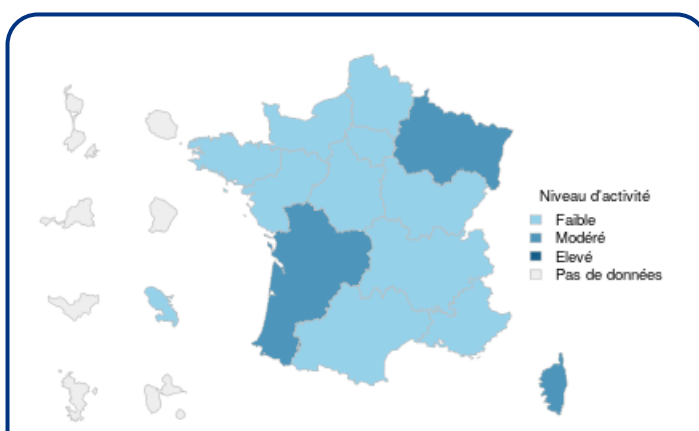 Niveau d'activité
Faible
Modéré
Elevé
Pas de données